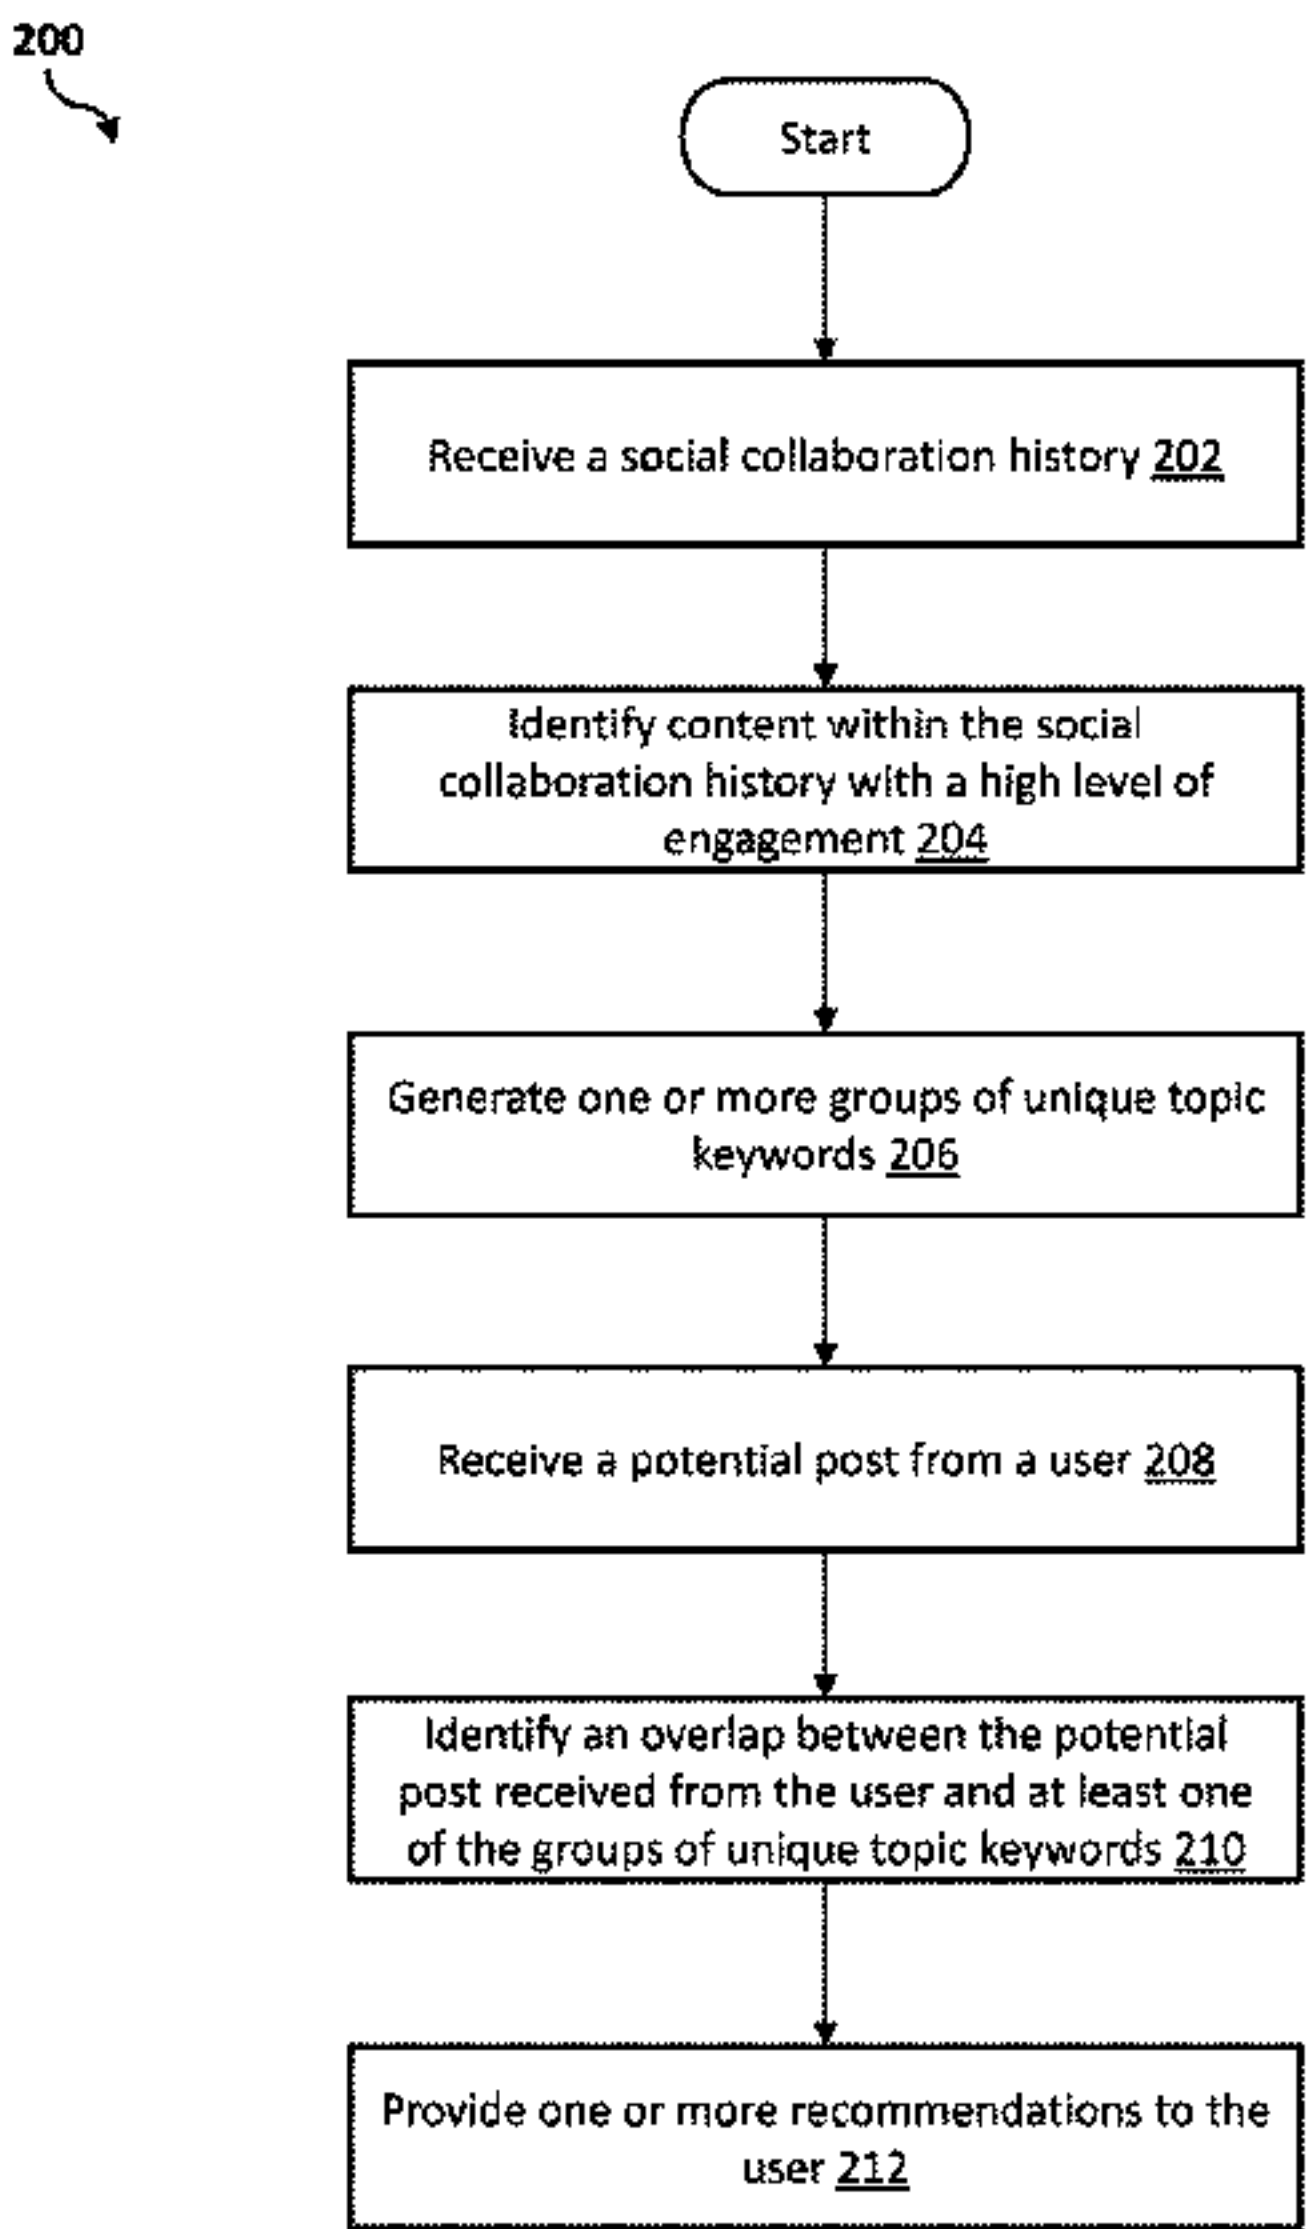 200
Start
Receive a social collaboration history 202
Identify content within the social
collaboration history with a high level of
engagement 204
Generate one or more groups of unique topic
keywords 206
Receive a potential post from a user 208
Identify an overlap between the potential
post received from the user and at least one
of the groups of unique topic keywords 210
Provide one or more recommendations to the
user 212